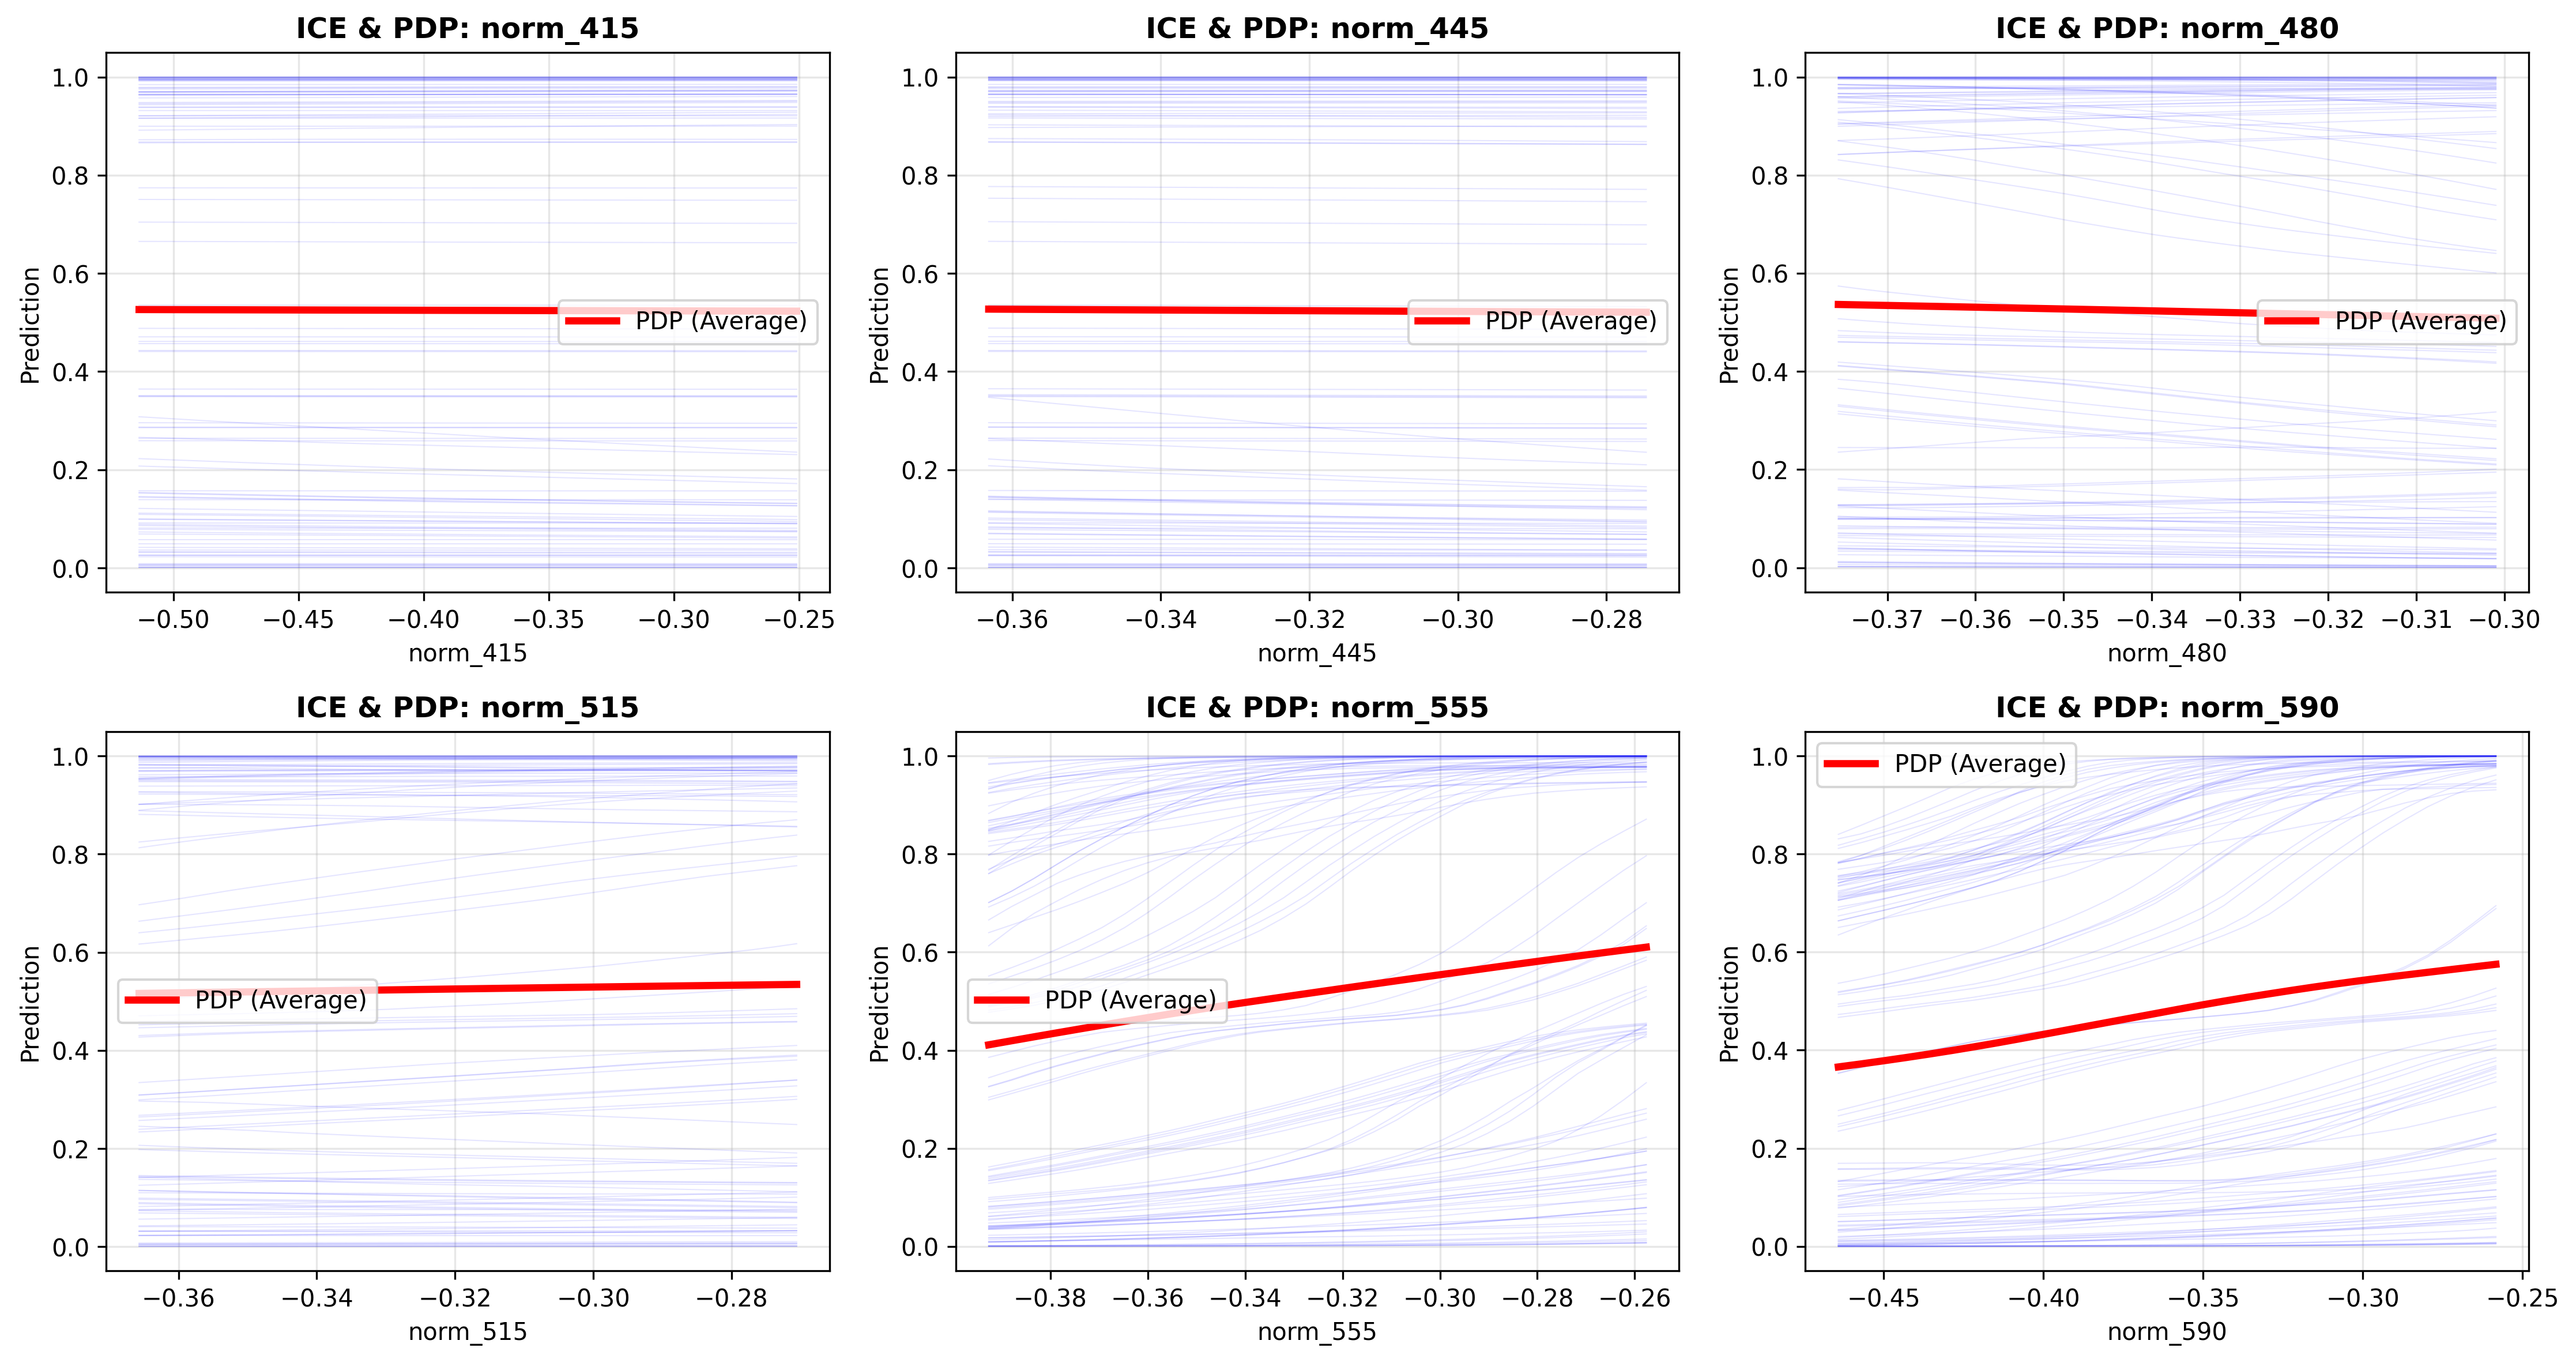 ICE & PDP: norm_415
1.0
0.8
0.6
0.4
0.2
0.0
Prediction
PDP (Average)
−0.50 −0.45 −0.40 −0.35 −0.30 −0.25
norm_415
ICE & PDP: norm_445
1.0
0.8
0.6
0.4
0.2
0.0
Prediction
PDP (Average)
−0.36 −0.34 −0.32 −0.30 −0.28
norm_445
ICE & PDP: norm_480
1.0
0.8
0.6
0.4
0.2
0.0
Prediction
PDP (Average)
−0.37 −0.36 −0.35 −0.34 −0.33 −0.32 −0.31 −0.30
norm_480
ICE & PDP: norm_515
1.0
0.8
0.6
0.4
0.2
0.0
Prediction
PDP (Average)
−0.36 −0.34 −0.32 −0.30 −0.28
norm_515
ICE & PDP: norm_555
1.0
0.8
0.6
0.4
0.2
0.0
Prediction
PDP (Average)
−0.38 −0.36 −0.34 −0.32 −0.30 −0.28 −0.26
norm_555
ICE & PDP: norm_590
1.0
0.8
0.6
0.4
0.2
0.0
Prediction
PDP (Average)
−0.45 −0.40 −0.35 −0.30 −0.25
norm_590